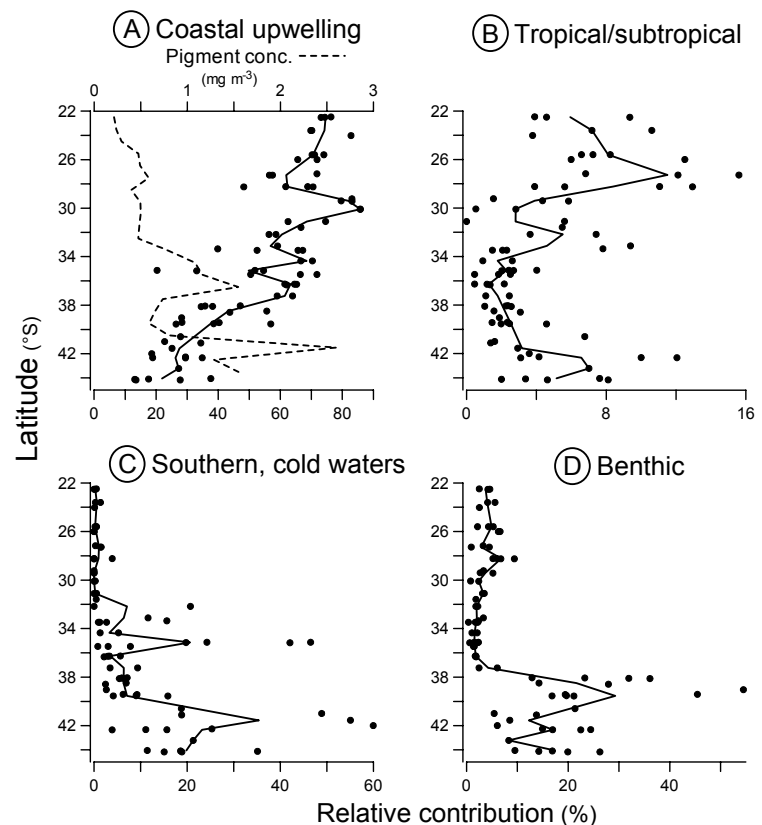 A Coastal upwelling
B Tropical/subtropical
Pigment conc. -----
(mg m-3)
0 1 2 3
22
26
30
34
38
42
0 20 40 60 80
22
26
30
34
38
42
0 8 16
Latitude (°S)
C Southern, cold waters
D Benthic
22
26
30
34
38
42
0 20 40 60
22
26
30
34
38
42
0 20 40
Relative contribution (%)